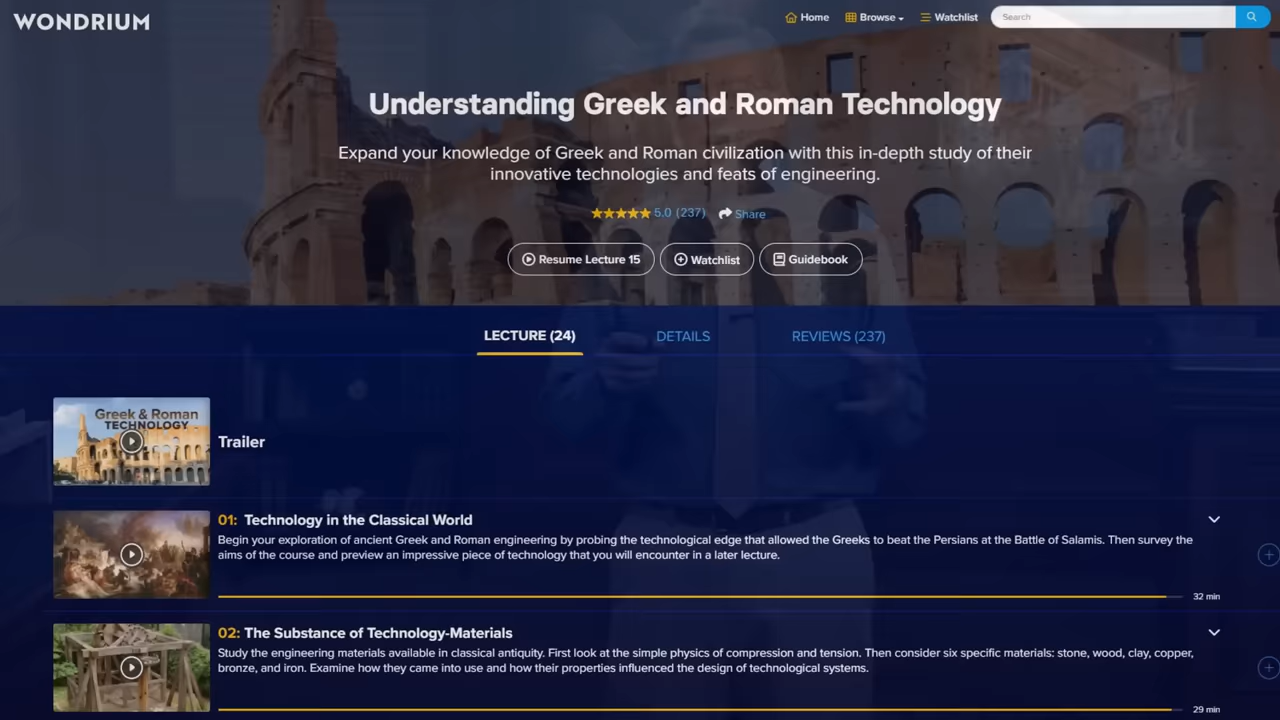 WONDRIUM
Home
Browse
Watchlist
Search
Understanding Greek and Roman Technology
Expand your knowledge of Greek and Roman civilization with this in-depth study of their
innovative technologies and feats of engineering.
5.0 (237)
Share
Resume Lecture 15
Watchlist
Guidebook
LECTURE (24)
DETAILS
REVIEWS (237)
Greek & Roman
TECHNOLOGY
Trailer
01: Technology in the Classical World
Begin your exploration of ancient Greek and Roman engineering by probing the technological edge that allowed the Greeks to beat the Persians at the Battle of Salamis. Then survey the
aims of the course and preview an impressive piece of technology that you will encounter in a later lecture.
32 min
02: The Substance of Technology-Materials
Study the engineering materials available in classical antiquity. First look at the simple physics of compression and tension. Then consider six specific materials: stone, wood, clay, copper,
bronze, and iron. Examine how they came into use and how their properties influenced the design of technological systems.
29 min